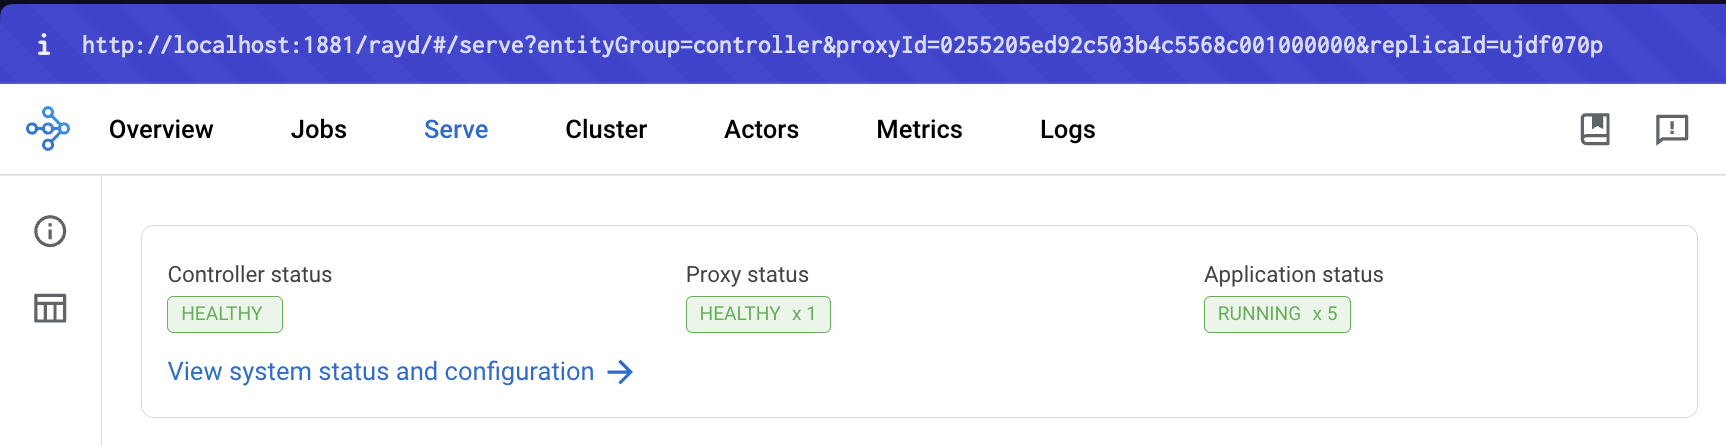 http://localhost:1881/rayd/#/serve?entityGroup=controller&proxyId=0255205ed92c503b4c5568c001000000&replicaId=ujdf070p
Overview Jobs Serve Cluster Actors Metrics Logs
Controller status Proxy status Application status
HEALTHY HEALTHY x 1 RUNNING x 5
View system status and configuration →